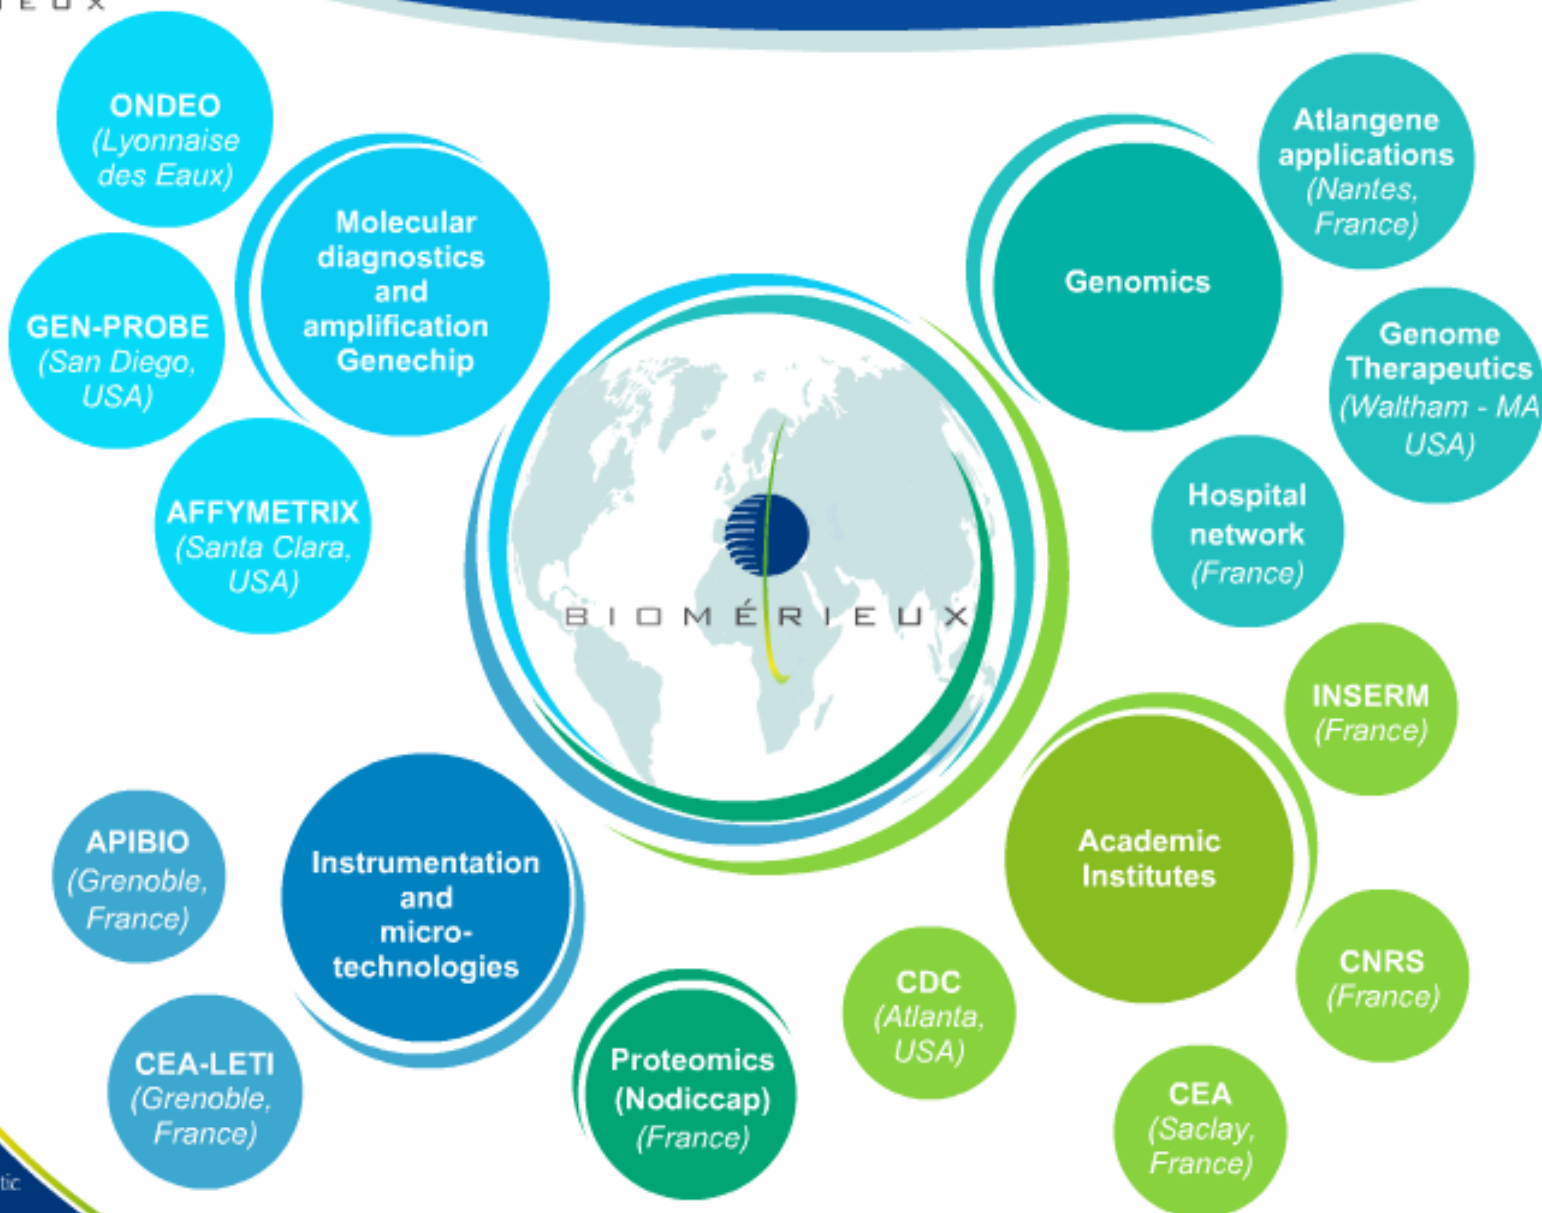 ONDEO
(Lyonnaise
des Eaux)
Molecular
diagnostics
and
amplification
Genechip
GEN-PROBE
(San Diego,
USA)
AFFYMETRIX
(Santa Clara,
USA)
Genomics
Atlangene
applications
(Nantes,
France)
Genome
Therapeutics
(Waltham - MA
USA)
Hospital
network
(France)
BIOMÉRIEUX
INSERM
(France)
Academic
Institutes
CNRS
(France)
CDC
(Atlanta,
USA)
CEA
(Saclay,
France)
APIBIO
(Grenoble,
France)
Instrumentation
and
micro-
technologies
CEA-LETI
(Grenoble,
France)
Proteomics
(Nodiccap)
(France)